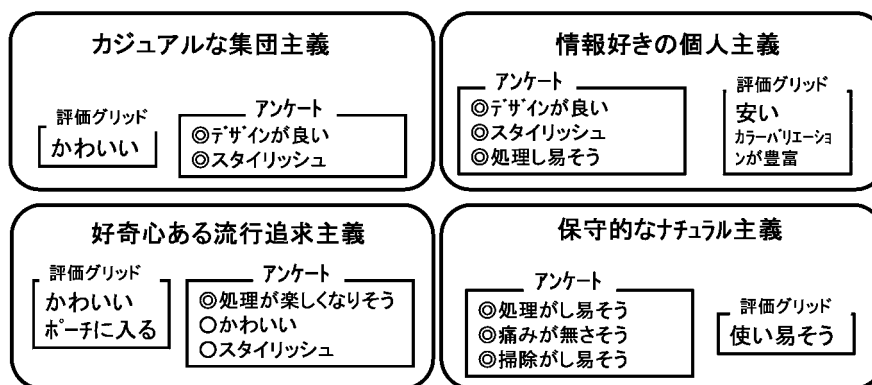 カジュアルな集団主義
評価グリッド
かわいい
アンケート
◎デザインが良い
◎スタイリッシュ
情報好きの個人主義
アンケート
◎デザインが良い
◎スタイリッシュ
◎処理し易そう
評価グリッド
安い
カラーバリエーショ
ンが豊富
好奇心ある流行追求主義
評価グリッド
かわいい
ポーチに入る
アンケート
◎処理が楽しくなりそう
○かわいい
○スタイリッシュ
保守的なナチュラル主義
アンケート
◎処理がし易そう
◎痛みが無さそう
◎掃除がし易そう
評価グリッド
使い易そう